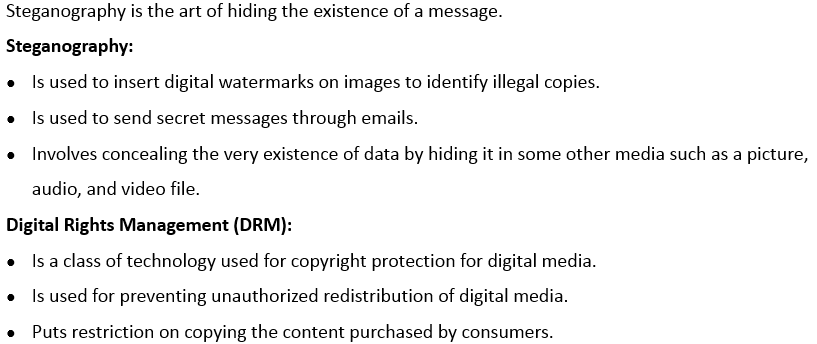 Steganography is the art of hiding the existence of a message.
Steganography:
● Is used to insert digital watermarks on images to identify illegal copies.
● Is used to send secret messages through emails.
● Involves concealing the very existence of data by hiding it in some other media such as a picture,
audio, and video file.
Digital Rights Management (DRM):
● Is a class of technology used for copyright protection for digital media.
● Is used for preventing unauthorized redistribution of digital media.
● Puts restriction on copying the content purchased by consumers.